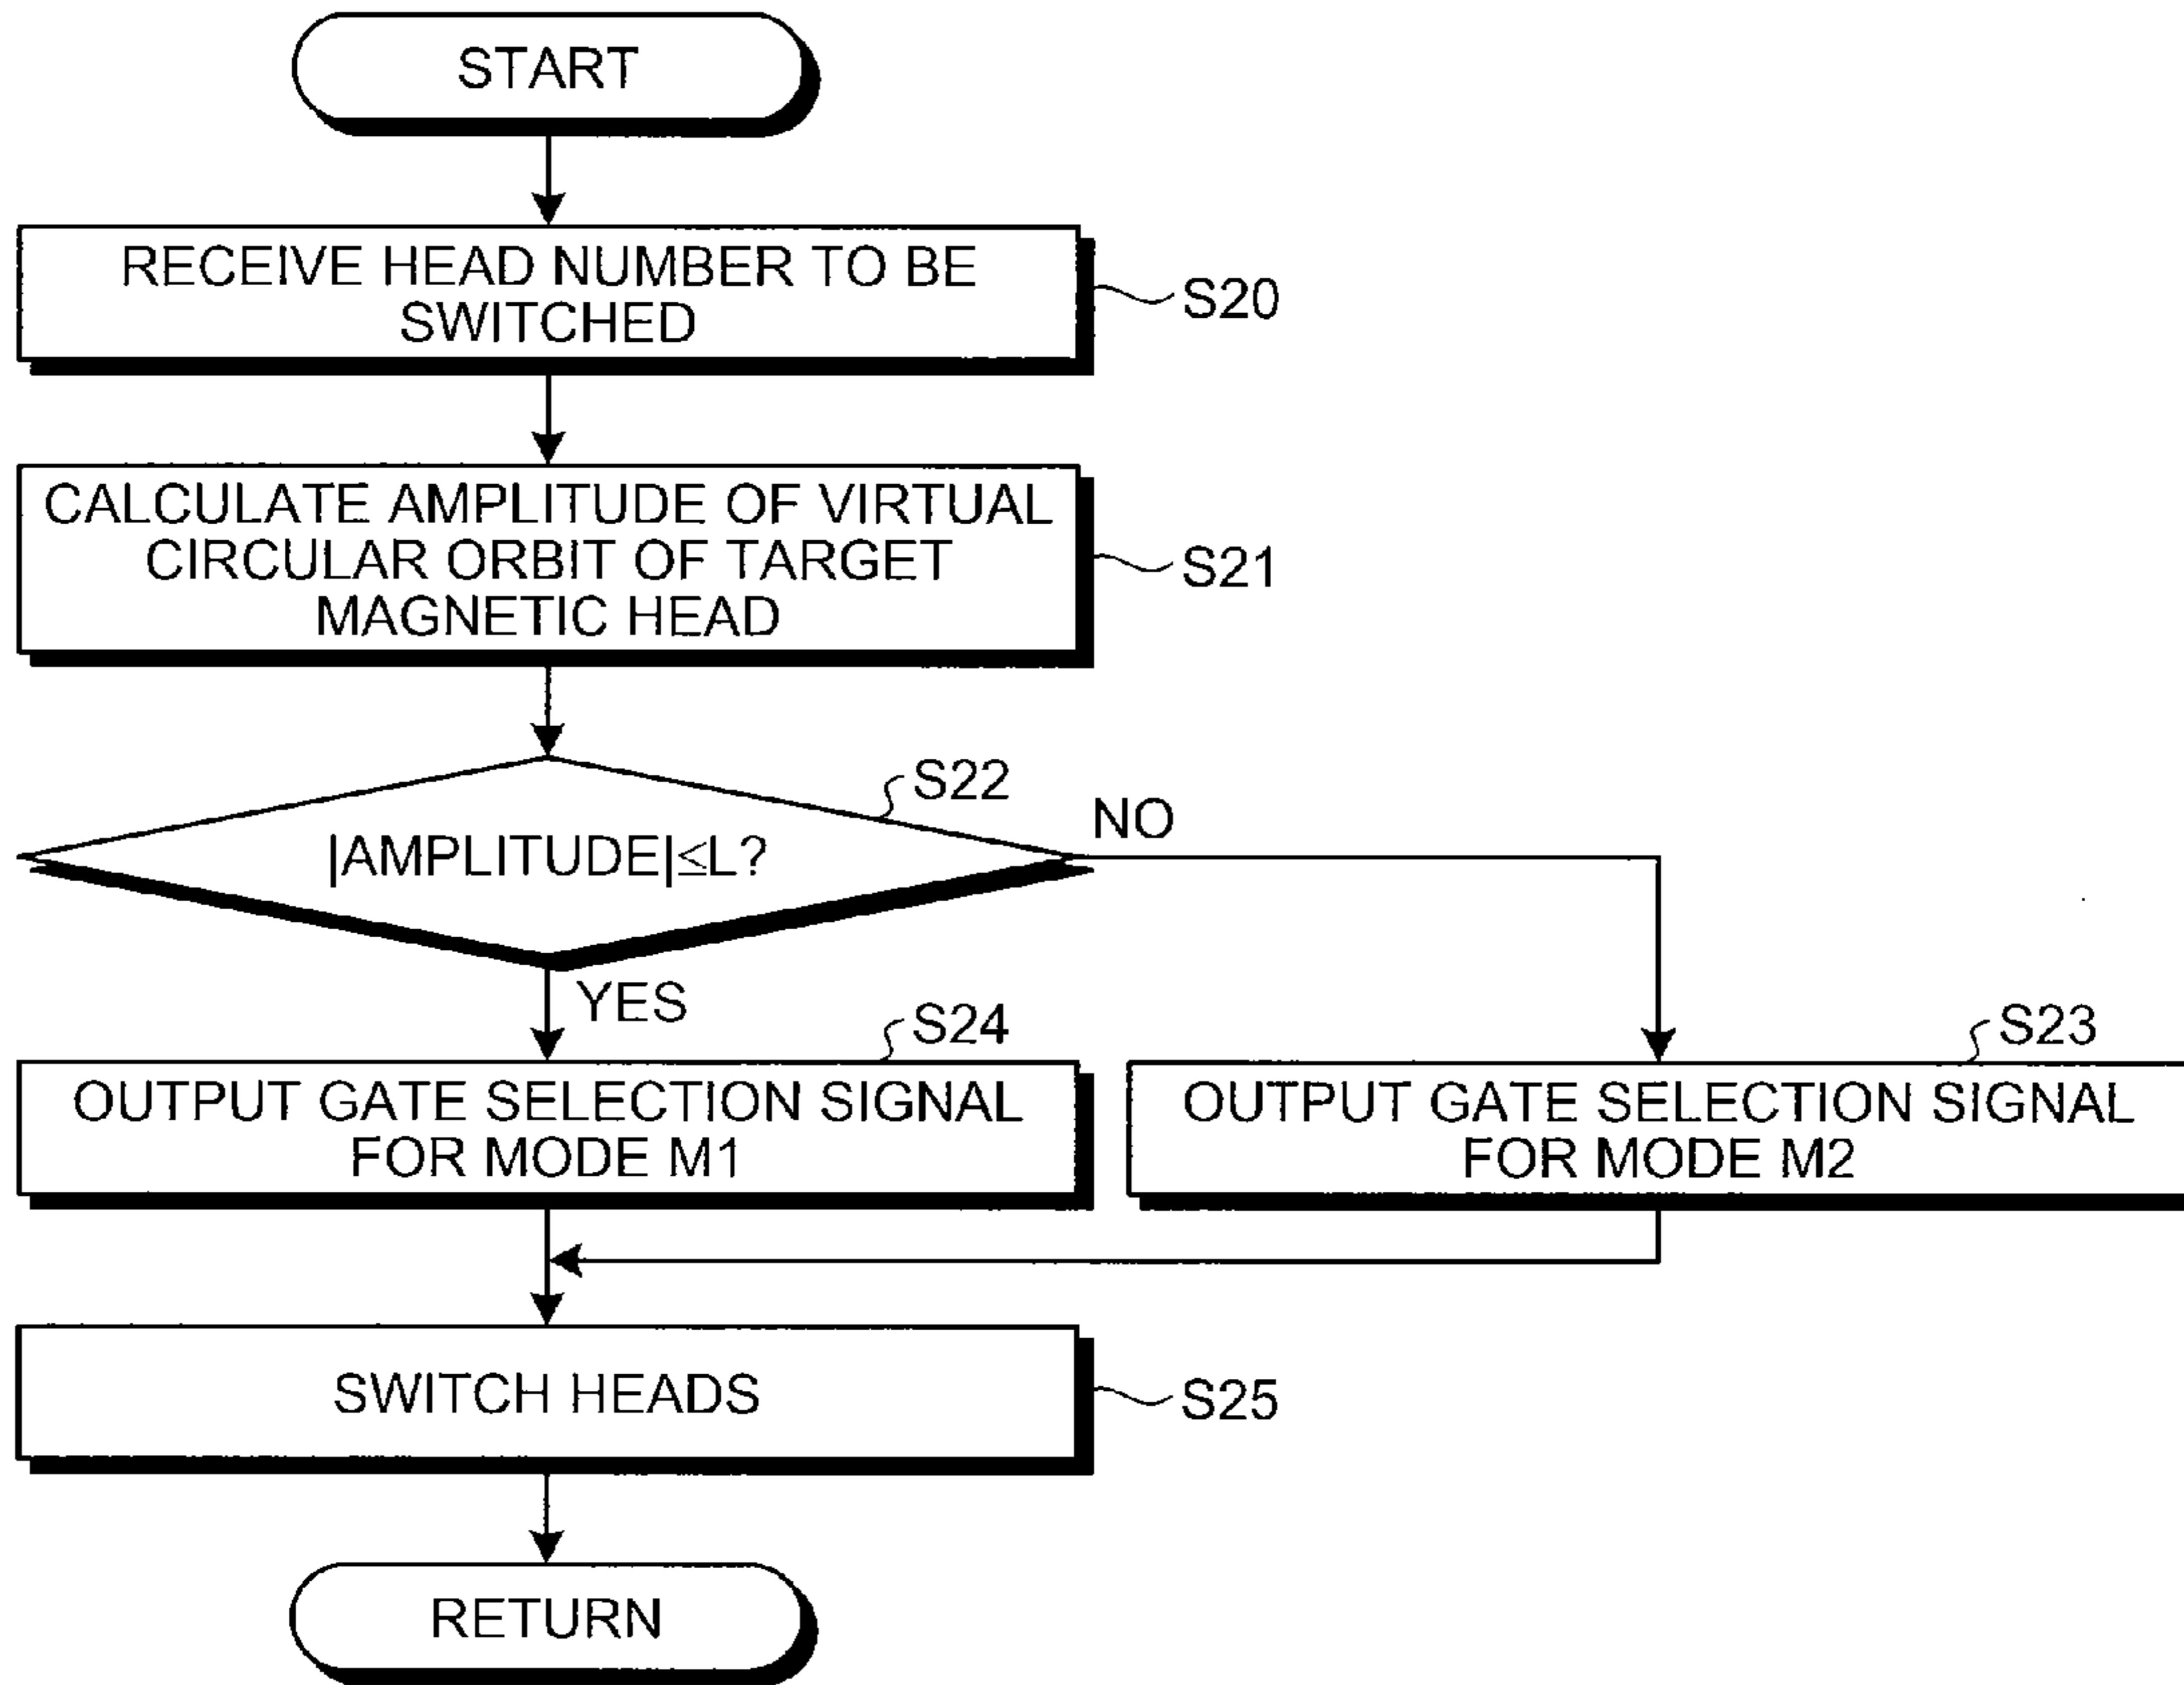 START
RECEIVE HEAD NUMBER TO BE
SWITCHED
S20
CALCULATE AMPLITUDE OF VIRTUAL
CIRCULAR ORBIT OF TARGET
MAGNETIC HEAD
S21
S22
|AMPLITUDE|≤L?
NO
YES
S24
OUTPUT GATE SELECTION SIGNAL
FOR MODE M1
S23
OUTPUT GATE SELECTION SIGNAL
FOR MODE M2
SWITCH HEADS
S25
RETURN